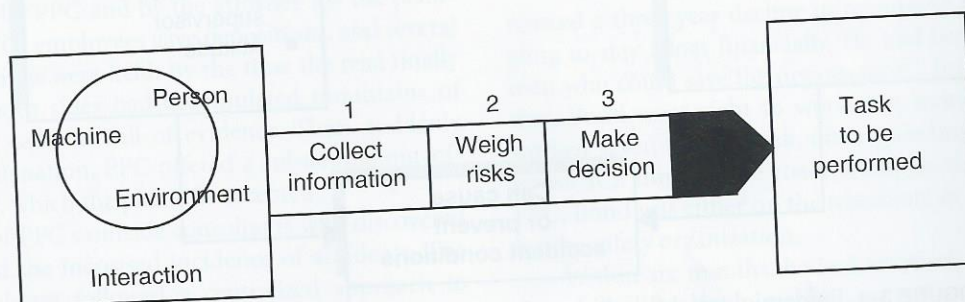 Person
Machine
Environment
Interaction
1
2
3
Collect
information
Weigh
risks
Make
decision
Task
to be
performed